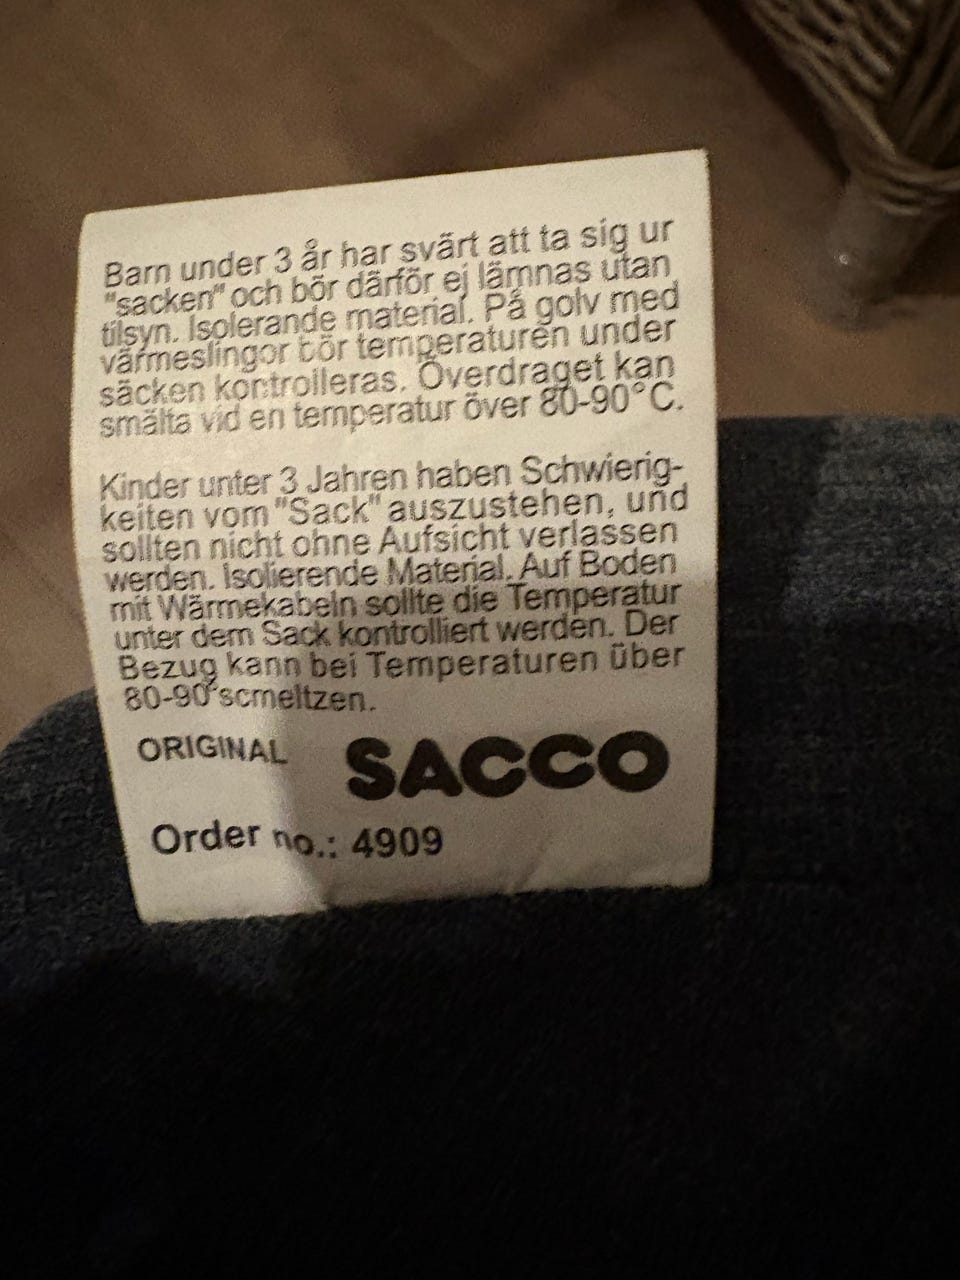 Barn under 3 år har svårt att ta sig ur
"sacken" och bör därför ej lämnas utan
tilsyn. Isolerande material. På golv med
värmeslingor bör temperaturen under
säcken kontrolleras. Överdraget kan
smälta vid en temperatur över 80-90°C.
Kinder unter 3 Jahren haben Schwierig-
keiten vom "Sack" auszustehen, und
sollten nicht ohne Aufsicht verlassen
werden. Isolierende Material. Auf Boden
mit Wärmekabeln sollte die Temperatur
unter dem Sack kontrolliert werden. Der
Bezug kann bei Temperaturen über
80-90°scmeltzen.
ORIGINAL SACCO
Order no.: 4909